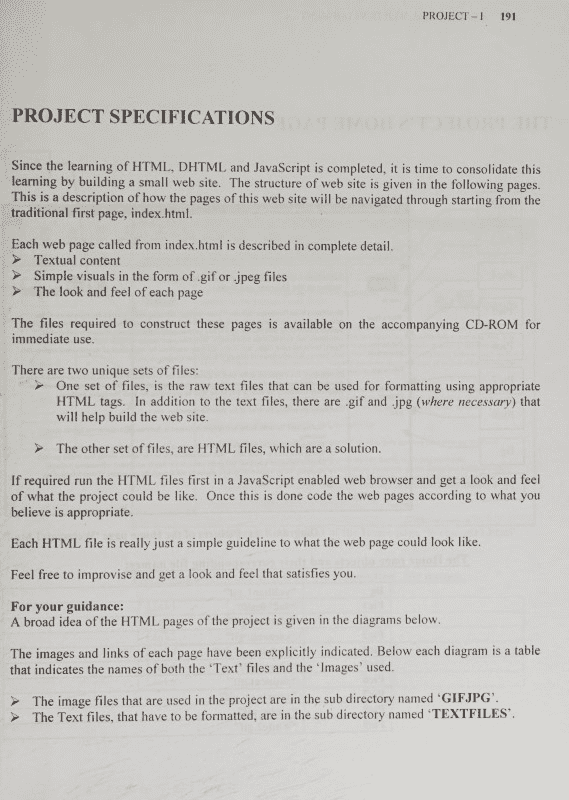 PROJECT – I 191
PROJECT SPECIFICATIONS
Since the learning of HTML, DHTML and JavaScript is completed, it is time to consolidate this
learning by building a small web site. The structure of web site is given in the following pages.
This is a description of how the pages of this web site will be navigated through starting from the
traditional first page, index.html.
Each web page called from index.html is described in complete detail.
➢ Textual content
➢ Simple visuals in the form of .gif or .jpeg files
➢ The look and feel of each page
The files required to construct these pages is available on the accompanying CD-ROM for
immediate use.
There are two unique sets of files:
➢ One set of files, is the raw text files that can be used for formatting using appropriate
HTML tags. In addition to the text files, there are .gif and .jpg (where necessary) that
will help build the web site.
➢ The other set of files, are HTML files, which are a solution.
If required run the HTML files first in a JavaScript enabled web browser and get a look and feel
of what the project could be like. Once this is done code the web pages according to what you
believe is appropriate.
Each HTML file is really just a simple guideline to what the web page could look like.
Feel free to improvise and get a look and feel that satisfies you.
For your guidance:
A broad idea of the HTML pages of the project is given in the diagrams below.
The images and links of each page have been explicitly indicated. Below each diagram is a table
that indicates the names of both the ‘Text’ files and the ‘Images’ used.
➢ The image files that are used in the project are in the sub directory named ‘GIFJPG’.
➢ The Text files, that have to be formatted, are in the sub directory named ‘TEXTFILES’.